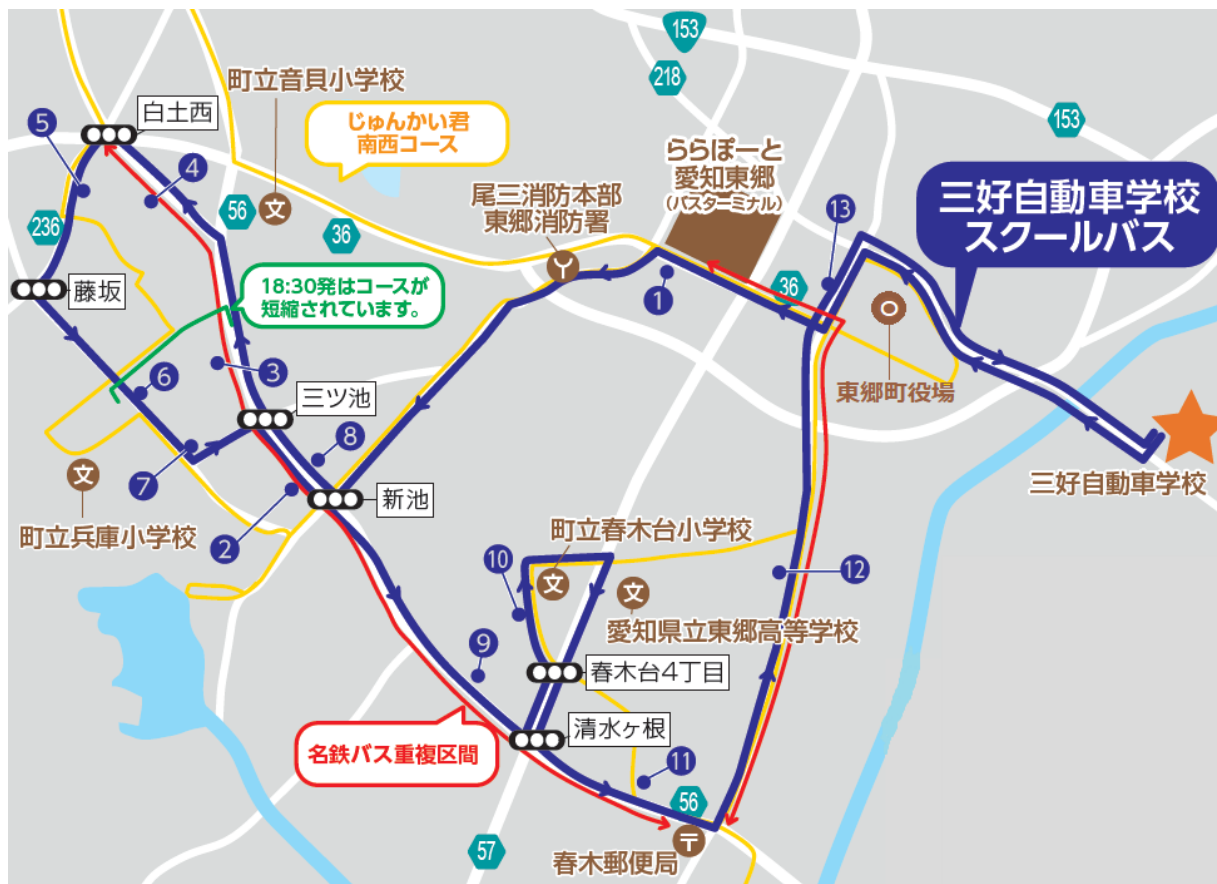 153
218
153
町立音貝小学校
白土西
5
じゅんかい君
南西コース
ららぽーと
愛知東郷
(バスターミナル)
4
三好自動車学校
スクールバス
尾三消防本部
東郷消防署
13
56
文
36
236
Y
1
36
藤坂
18:30発はコースが
短縮されています。
東郷町役場
3
6
三ツ池
8
7
文
三好自動車学校
2
新池
町立兵庫小学校
町立春木台小学校
10
文
文
12
愛知県立東郷高等学校
9
春木台4丁目
清水ヶ根
名鉄バス重複区間
11
56
〒
57
春木郵便局